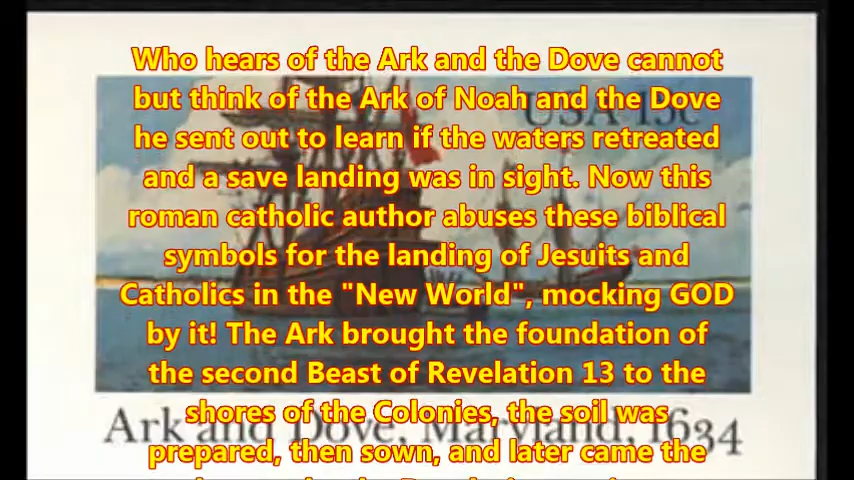 Who hears of the Ark and the Dove cannot
but think of the Ark of Noah and the Dove
USA 13c
he sent out to learn if the waters retreated
and a save landing was in sight. Now this
roman catholic author abuses these biblical
symbols for the landing of Jesuits and
Catholics in the "New World", mocking GOD
by it! The Ark brought the foundation of
the second Beast of Revelation 13 to the
shores of the Colonies, the soil was
Ark and Dove, Maryland, 1634
prepared, then sown, and later came the